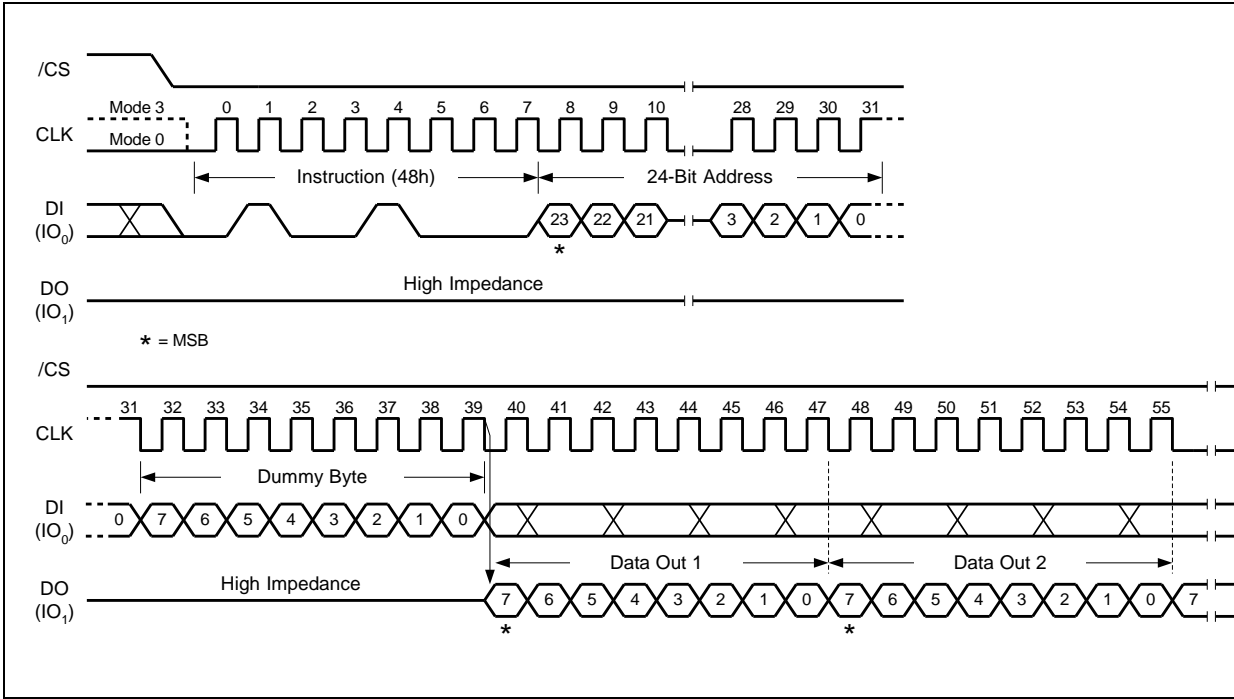 /CS
Mode 3 0 1 2 3 4 5 6 7 8 9 10 28 29 30 31
CLK Mode 0
Instruction (48h) 24-Bit Address
DI
(IO0) 23 22 21 3 2 1 0
*
DO High Impedance
(IO1)
* = MSB
/CS
31 32 33 34 35 36 37 38 39 40 41 42 43 44 45 46 47 48 49 50 51 52 53 54 55
CLK
Dummy Byte
DI
(IO0) 0 7 6 5 4 3 2 1 0
Data Out 1 Data Out 2
DO High Impedance
(IO1) 7 6 5 4 3 2 1 0 7 6 5 4 3 2 1 0 7
* *